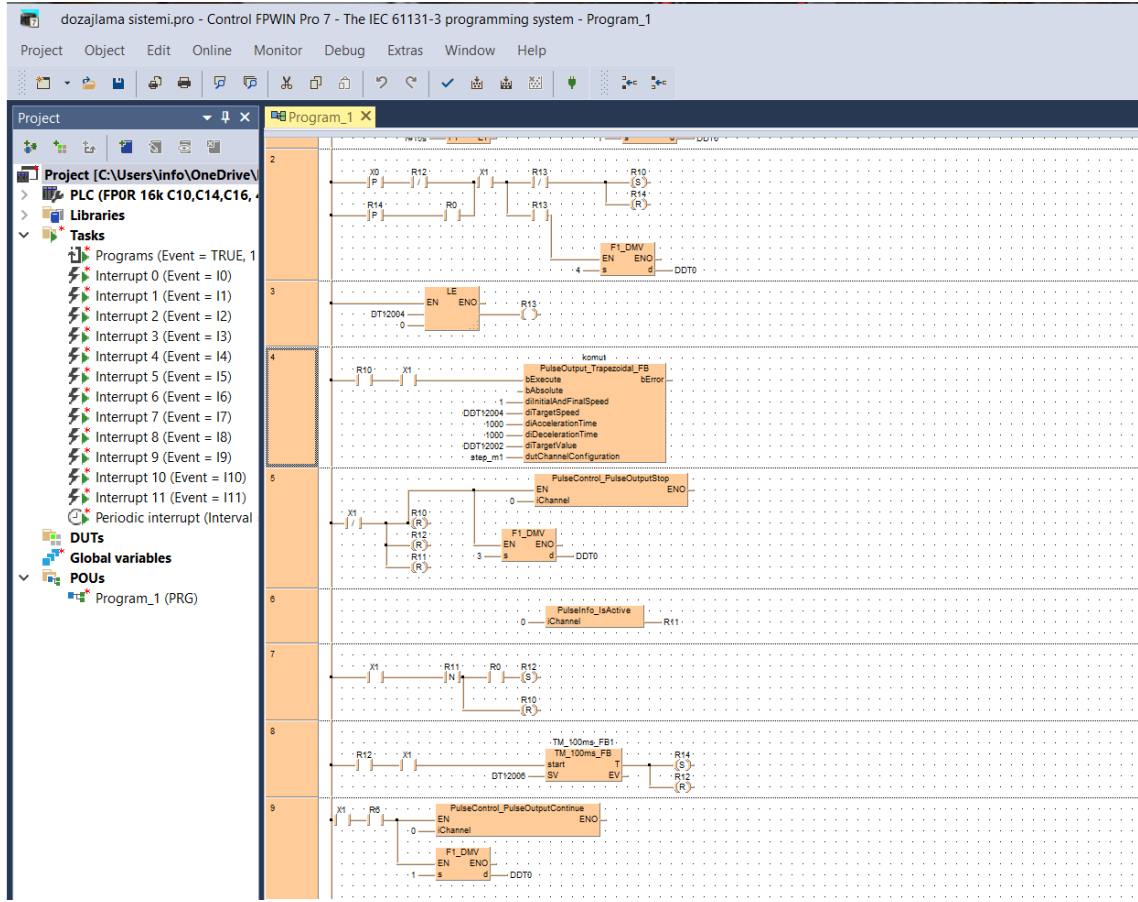 dozajlama sistemi.pro - Control FPWIN Pro 7 - The IEC 61131-3 programming system - Program_1
Project Object Edit Online Monitor Debug Extras Window Help
Project
Program_1
Project [C:\Users\info\OneDrive\
PLC (FP0R 16k C10,C14,C16,
Libraries
Tasks
Programs (Event = TRUE, 1
Interrupt 0 (Event = I0)
Interrupt 1 (Event = I1)
Interrupt 2 (Event = I2)
Interrupt 3 (Event = I3)
Interrupt 4 (Event = I4)
Interrupt 5 (Event = I5)
Interrupt 6 (Event = I6)
Interrupt 7 (Event = I7)
Interrupt 8 (Event = I8)
Interrupt 9 (Event = I9)
Interrupt 10 (Event = I10)
Interrupt 11 (Event = I11)
Periodic interrupt (Interval
DUTs
Global variables
POUs
Program_1 (PRG)
2
X0 R12 X1 R13 R10
P / / S
R14
R
R14 R0 R13
P
F1_DMV
EN ENO
4 s d DDT0
3
LE
EN ENO R13
DT12004
0
4
komut
R10 X1 PulseOutput_Trapezoidal_FB
bExecute bError
bAbsolute
1 diInitialAndFinalSpeed
DDT12004 diTargetSpeed
1000 diAccelerationTime
1000 diDecelerationTime
DDT12002 diTargetValue
step_m1 dutChannelConfiguration
5
PulseControl_PulseOutputStop
EN ENO
0 iChannel
X1 R10
/ R
R12
R
R11
R
F1_DMV
EN ENO
3 s d DDT0
6
PulseInfo_IsActive
0 iChannel R11
7
X1 R11 R0 R12
N S
R10
R
8
TM_100ms_FB1
R12 X1 TM_100ms_FB R14
start T S
DT12006 SV EV R12
R
9
X1 R6 PulseControl_PulseOutputContinue
EN ENO
0 iChannel
F1_DMV
EN ENO
1 s d DDT0